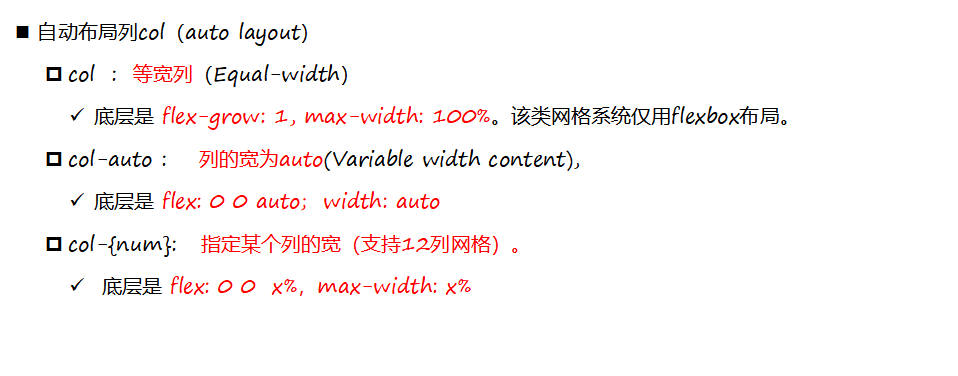 ■ 自动布局列col（auto layout）
❑ col ：等宽列（Equal-width）
✓ 底层是 flex-grow: 1, max-width: 100%。该类网格系统仅用flexbox布局。
❑ col-auto： 列的宽为auto(Variable width content),
✓ 底层是 flex: 0 0 auto；width: auto
❑ col-{num}: 指定某个列的宽（支持12列网格）。
✓ 底层是 flex: 0 0 x%，max-width: x%